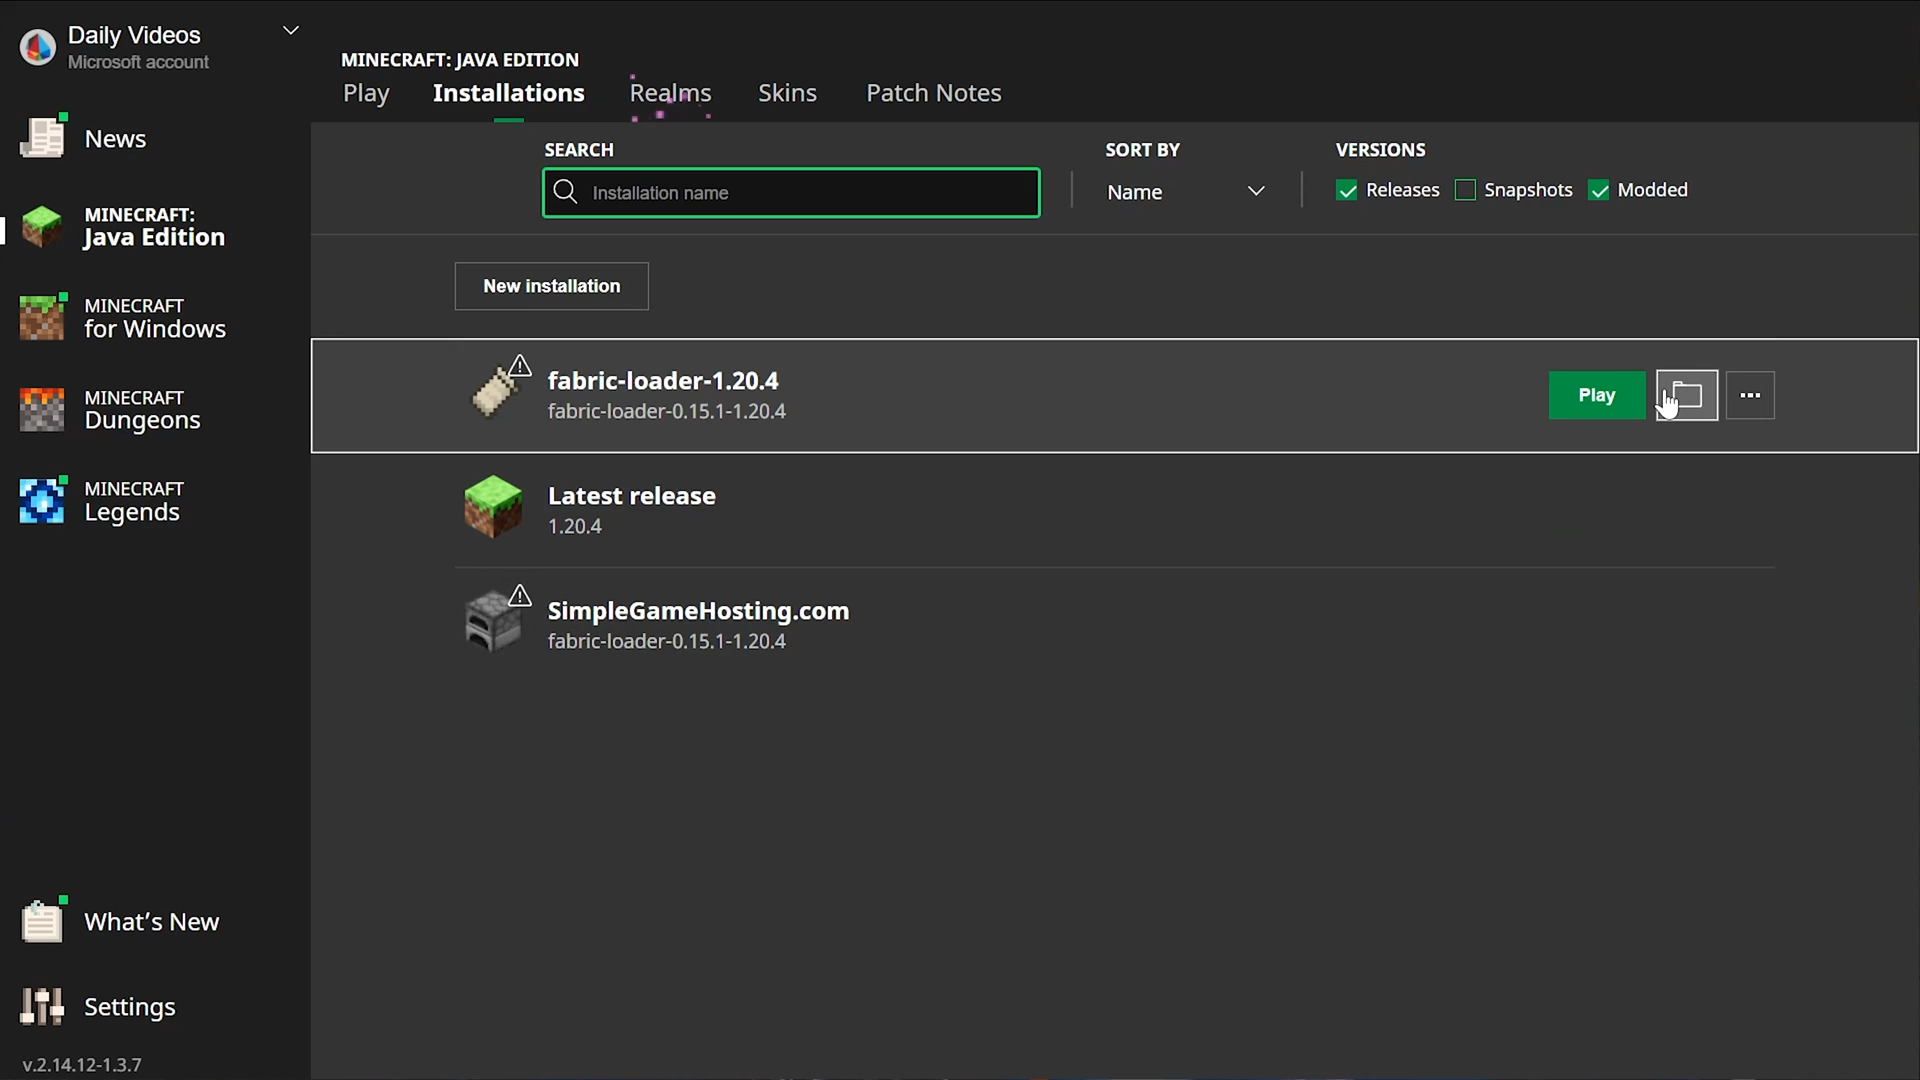 Daily Videos
Microsoft account
News
MINECRAFT:
Java Edition
MINECRAFT
for Windows
MINECRAFT
Dungeons
MINECRAFT
Legends
What's New
Settings
v.2.14.12-1.3.7
MINECRAFT: JAVA EDITION
Play Installations Realms Skins Patch Notes
SEARCH SORT BY VERSIONS
Installation name Name Releases Snapshots Modded
New installation
fabric-loader-1.20.4
fabric-loader-0.15.1-1.20.4
Play
Latest release
1.20.4
SimpleGameHosting.com
fabric-loader-0.15.1-1.20.4